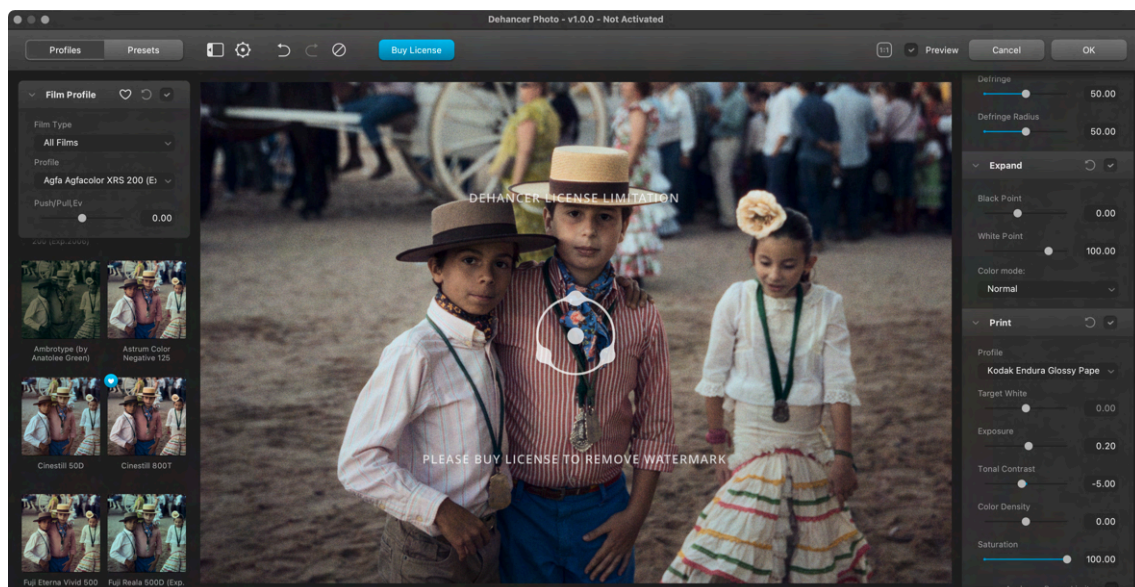 Dehancer Photo - v1.0.0 - Not Activated
Profiles
Presets
Buy License
1:1
Preview
Cancel
OK
Film Profile
Film Type
All Films
Profile
Agfa Agfacolor XRS 200 (E
Push/Pull,Ev
0.00
200 (Exp.2006)
Ambrotype (by
Anatolee Green)
Astrum Color
Negative 125
Cinestill 50D
Cinestill 800T
Fuji Eterna Vivid 500
Fuji Reala 500D (Exp.
DEHANCER LICENSE LIMITATION
PLEASE BUY LICENSE TO REMOVE WATERMARK
Defringe
50.00
Defringe Radius
50.00
Expand
Black Point
0.00
White Point
100.00
Color mode:
Normal
Print
Profile
Kodak Endura Glossy Pape
Target White
0.00
Exposure
0.20
Tonal Contrast
-5.00
Color Density
0.00
Saturation
100.00